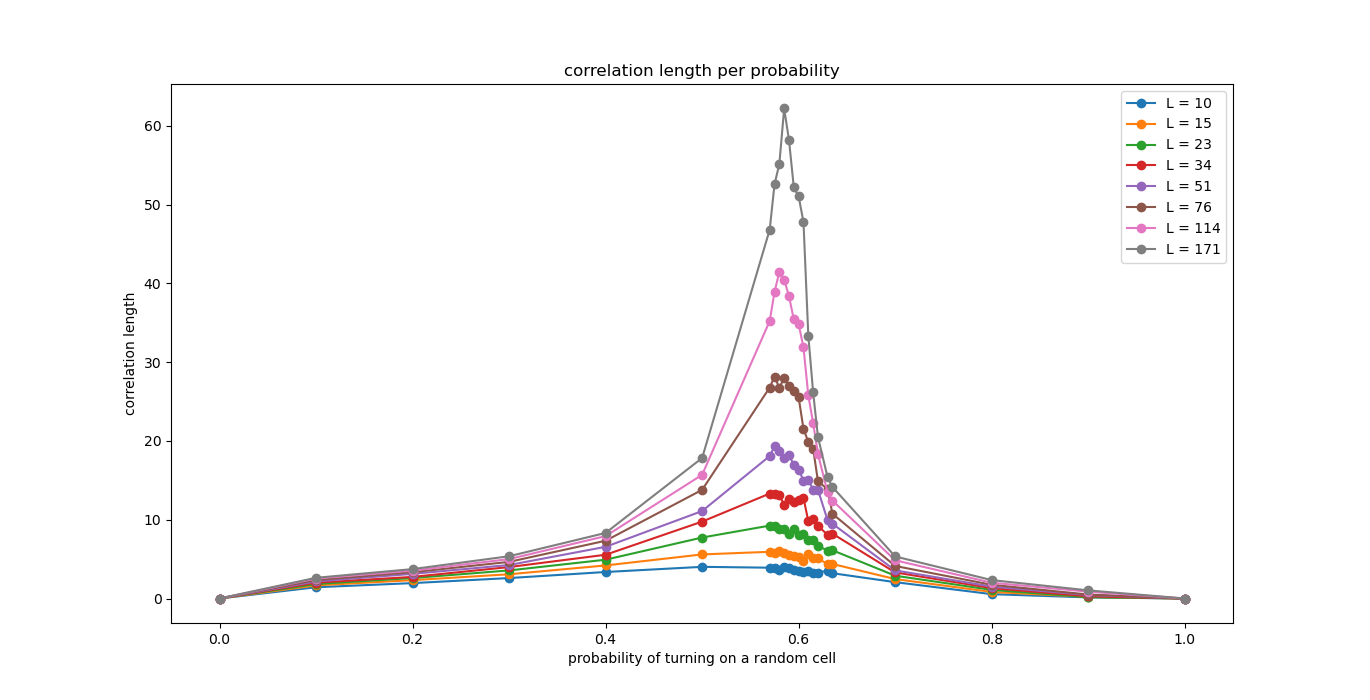 correlation length per probability
L = 10
L = 15
L = 23
L = 34
L = 51
L = 76
L = 114
L = 171
correlation length
60
50
40
30
20
10
0
0.0 0.2 0.4 0.6 0.8 1.0
probability of turning on a random cell